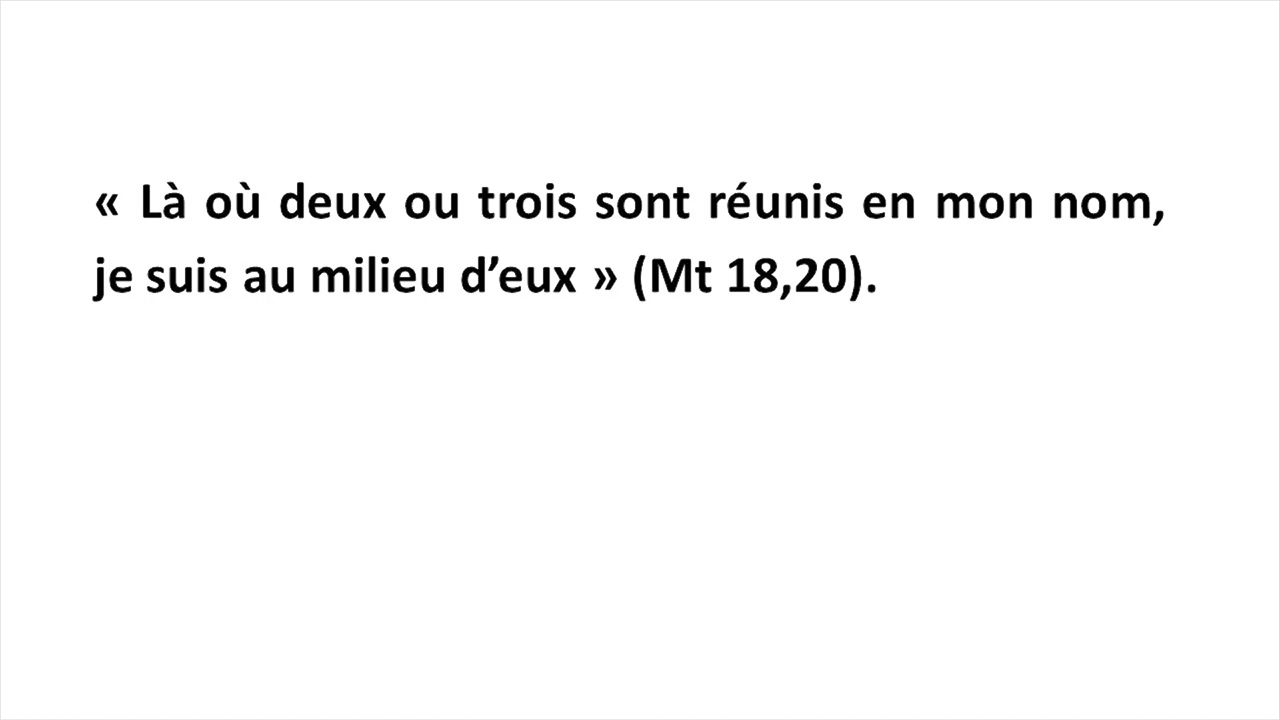 « Là où deux ou trois sont réunis en mon nom,
je suis au milieu d’eux » (Mt 18,20).